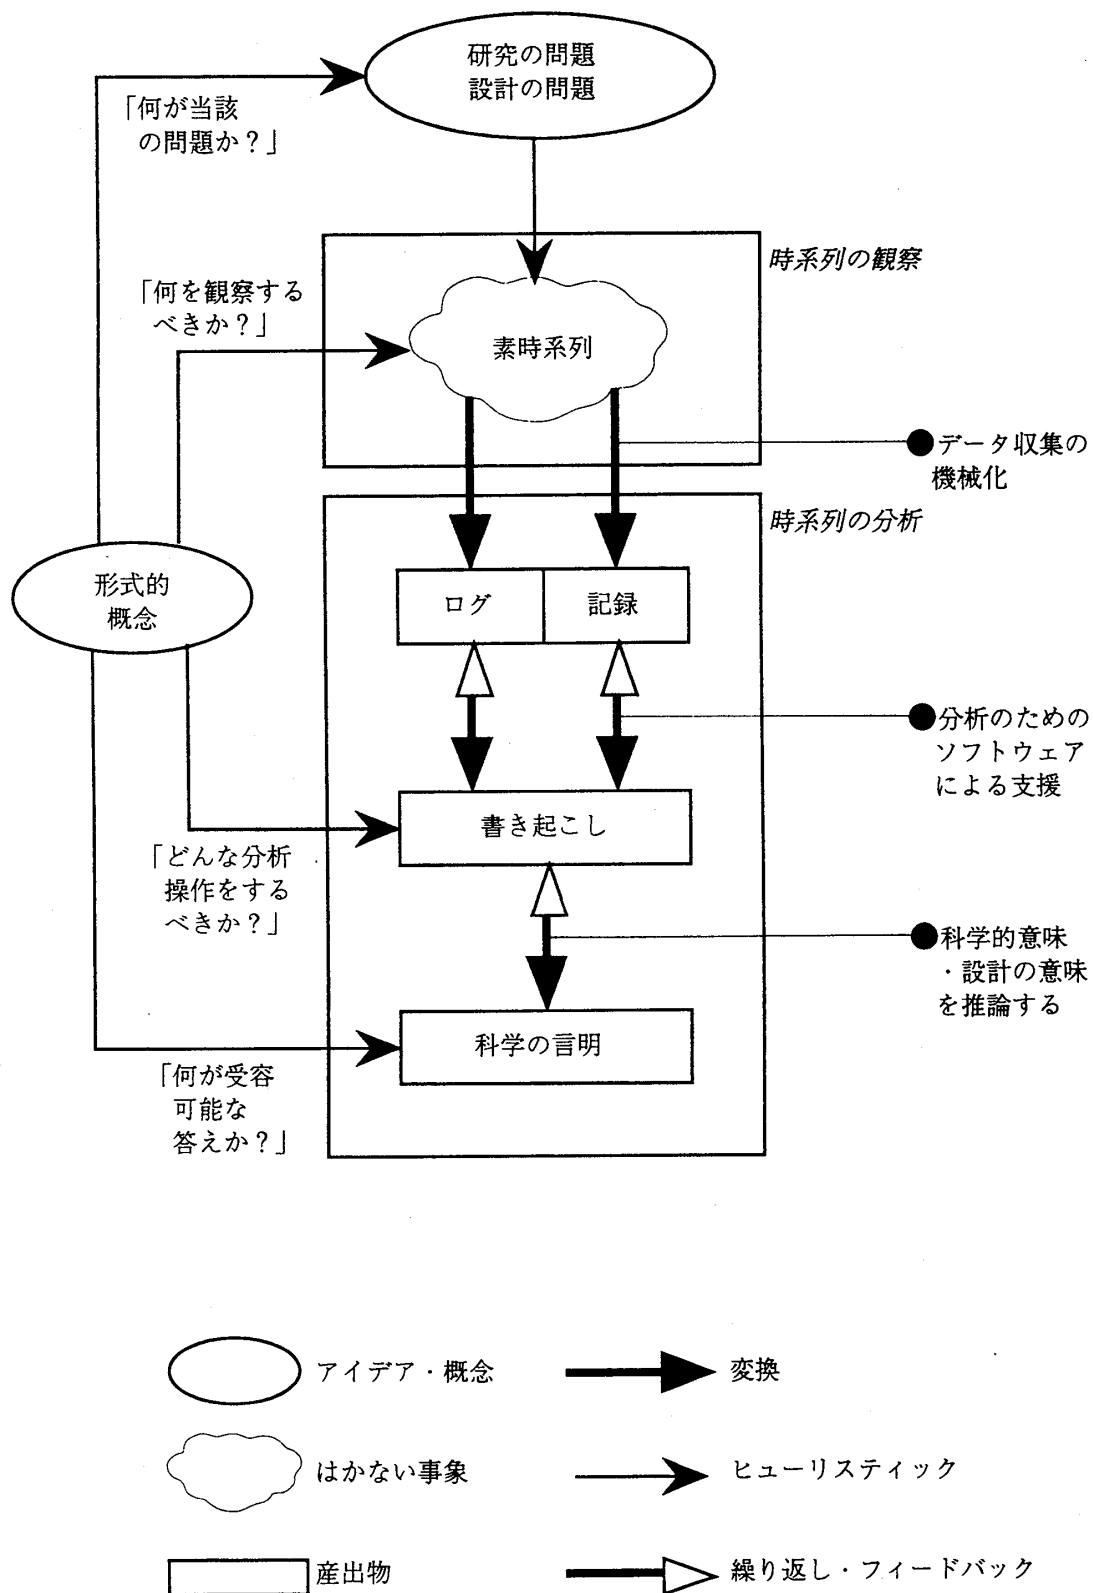 研究の問題
設計の問題
「何が当該
の問題か?」
時系列の観察
「何を観察する
べきか?」
素時系列
データ収集の
機械化
時系列の分析
形式的
概念
ログ
記録
分析のための
ソフトウェア
による支援
書き起こし
「どんな分析
操作をする
べきか?」
科学的意味
・設計の意味
を推論する
科学の言明
「何が受容
可能な
答えか?」
アイデア・概念
変換
はかない事象
ヒューリスティック
産出物
繰り返し・フィードバック